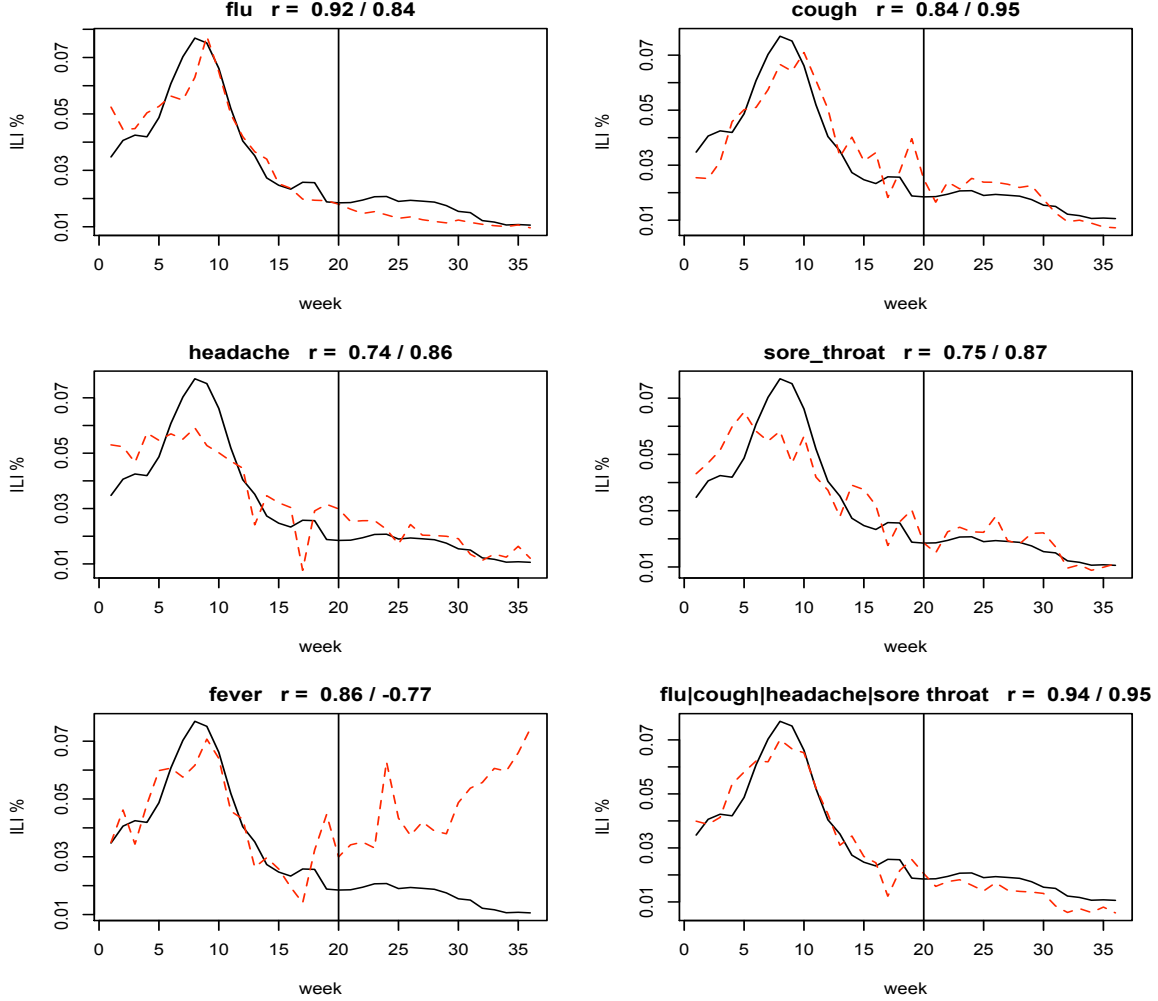 flu   r =  0.92 / 0.84
ILI %
0.01 0.03 0.05 0.07
0 5 10 15 20 25 30 35
week
cough   r =  0.84 / 0.95
ILI %
0.01 0.03 0.05 0.07
0 5 10 15 20 25 30 35
week
headache   r =  0.74 / 0.86
ILI %
0.01 0.03 0.05 0.07
0 5 10 15 20 25 30 35
week
sore_throat   r =  0.75 / 0.87
ILI %
0.01 0.03 0.05 0.07
0 5 10 15 20 25 30 35
week
fever   r =  0.86 / -0.77
ILI %
0.01 0.03 0.05 0.07
0 5 10 15 20 25 30 35
week
flu|cough|headache|sore throat   r =  0.94 / 0.95
ILI %
0.01 0.03 0.05 0.07
0 5 10 15 20 25 30 35
week